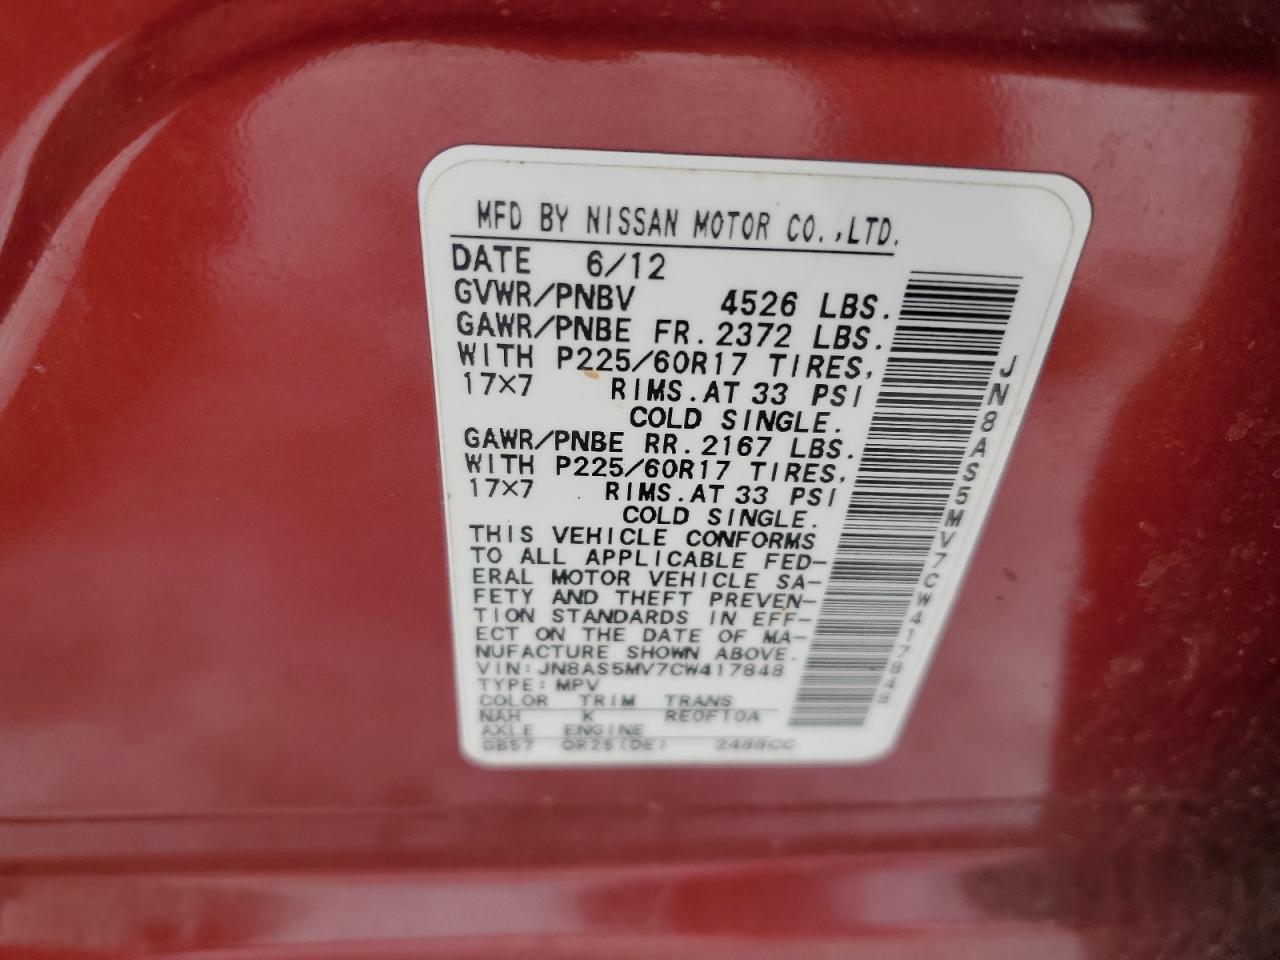 MFD BY NISSAN MOTOR CO.,LTD.
DATE 6/12
GVWR/PNBV 4526 LBS.
GAWR/PNBE FR. 2372 LBS.
WITH P225/60R17 TIRES,
17X7 RIMS. AT 33 PSI
COLD SINGLE.
GAWR/PNBE RR. 2167 LBS.
WITH P225/60R17 TIRES,
17X7 RIMS. AT 33 PSI
COLD SINGLE.
THIS VEHICLE CONFORMS
TO ALL APPLICABLE FED-
ERAL MOTOR VEHICLE SA-
FETY AND THEFT PREVEN-
TION STANDARDS IN EFF-
ECT ON THE DATE OF MA-
NUFACTURE SHOWN ABOVE.
VIN: JN8AS5MV7CW417848
TYPE: MPV
COLOR TRIM TRANS
NAH K RE0F10A
AXLE ENGINE
GB57 QR25(DE) 2488CC
JN8AS5MV7CW417848